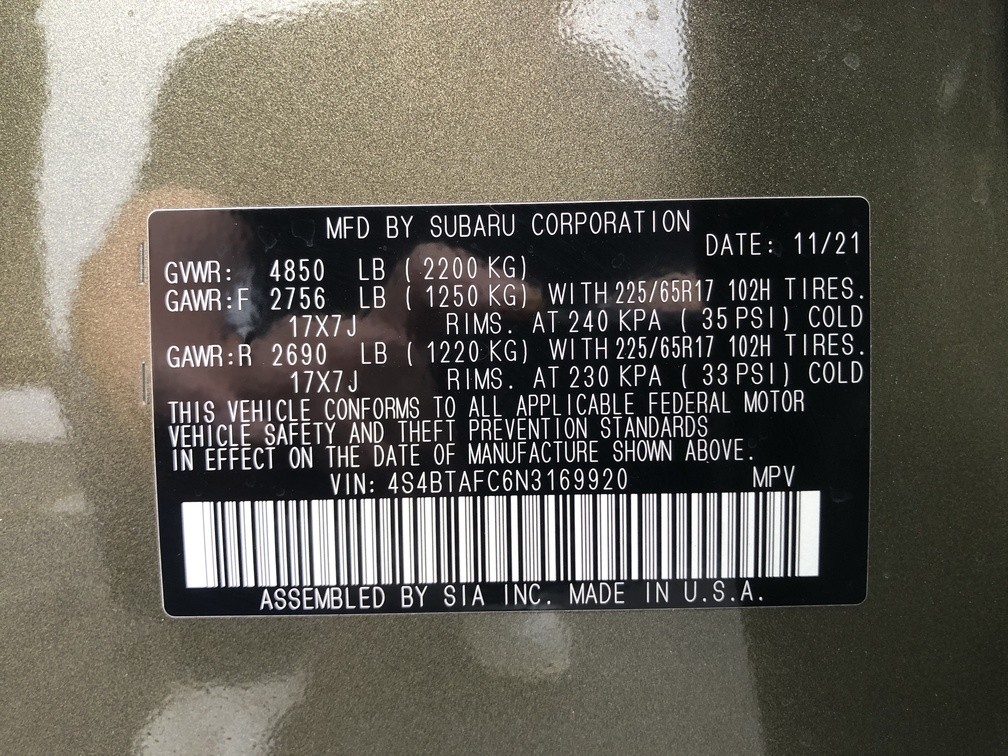 MFD BY SUBARU CORPORATION
DATE: 11/21
GVWR: 4850 LB (2200 KG)
GAWR:F 2756 LB (1250 KG) WITH 225/65R17 102H TIRES.
17X7J RIMS. AT 240 KPA (35 PSI) COLD
GAWR:R 2690 LB (1220 KG) WITH 225/65R17 102H TIRES.
17X7J RIMS. AT 230 KPA (33 PSI) COLD
THIS VEHICLE CONFORMS TO ALL APPLICABLE FEDERAL MOTOR
VEHICLE SAFETY AND THEFT PREVENTION STANDARDS
IN EFFECT ON THE DATE OF MANUFACTURE SHOWN ABOVE.
VIN: 4S4BTAFC6N3169920 MPV
ASSEMBLED BY SIA INC. MADE IN U.S.A.